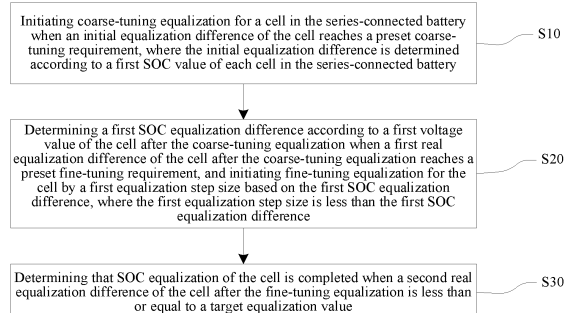 Initiating coarse-tuning equalization for a cell in the series-connected battery
when an initial equalization difference of the cell reaches a preset coarse-
tuning requirement, where the initial equalization difference is determined
according to a first SOC value of each cell in the series-connected battery
S10
Determining a first SOC equalization difference according to a first voltage
value of the cell after the coarse-tuning equalization when a first real
equalization difference of the cell after the coarse-tuning equalization reaches a
preset fine-tuning requirement, and initiating fine-tuning equalization for the
cell by a first equalization step size based on the first SOC equalization
difference, where the first equalization step size is less than the first SOC
equalization difference
S20
Determining that SOC equalization of the cell is completed when a second real
equalization difference of the cell after the fine-tuning equalization is less than
or equal to a target equalization value
S30